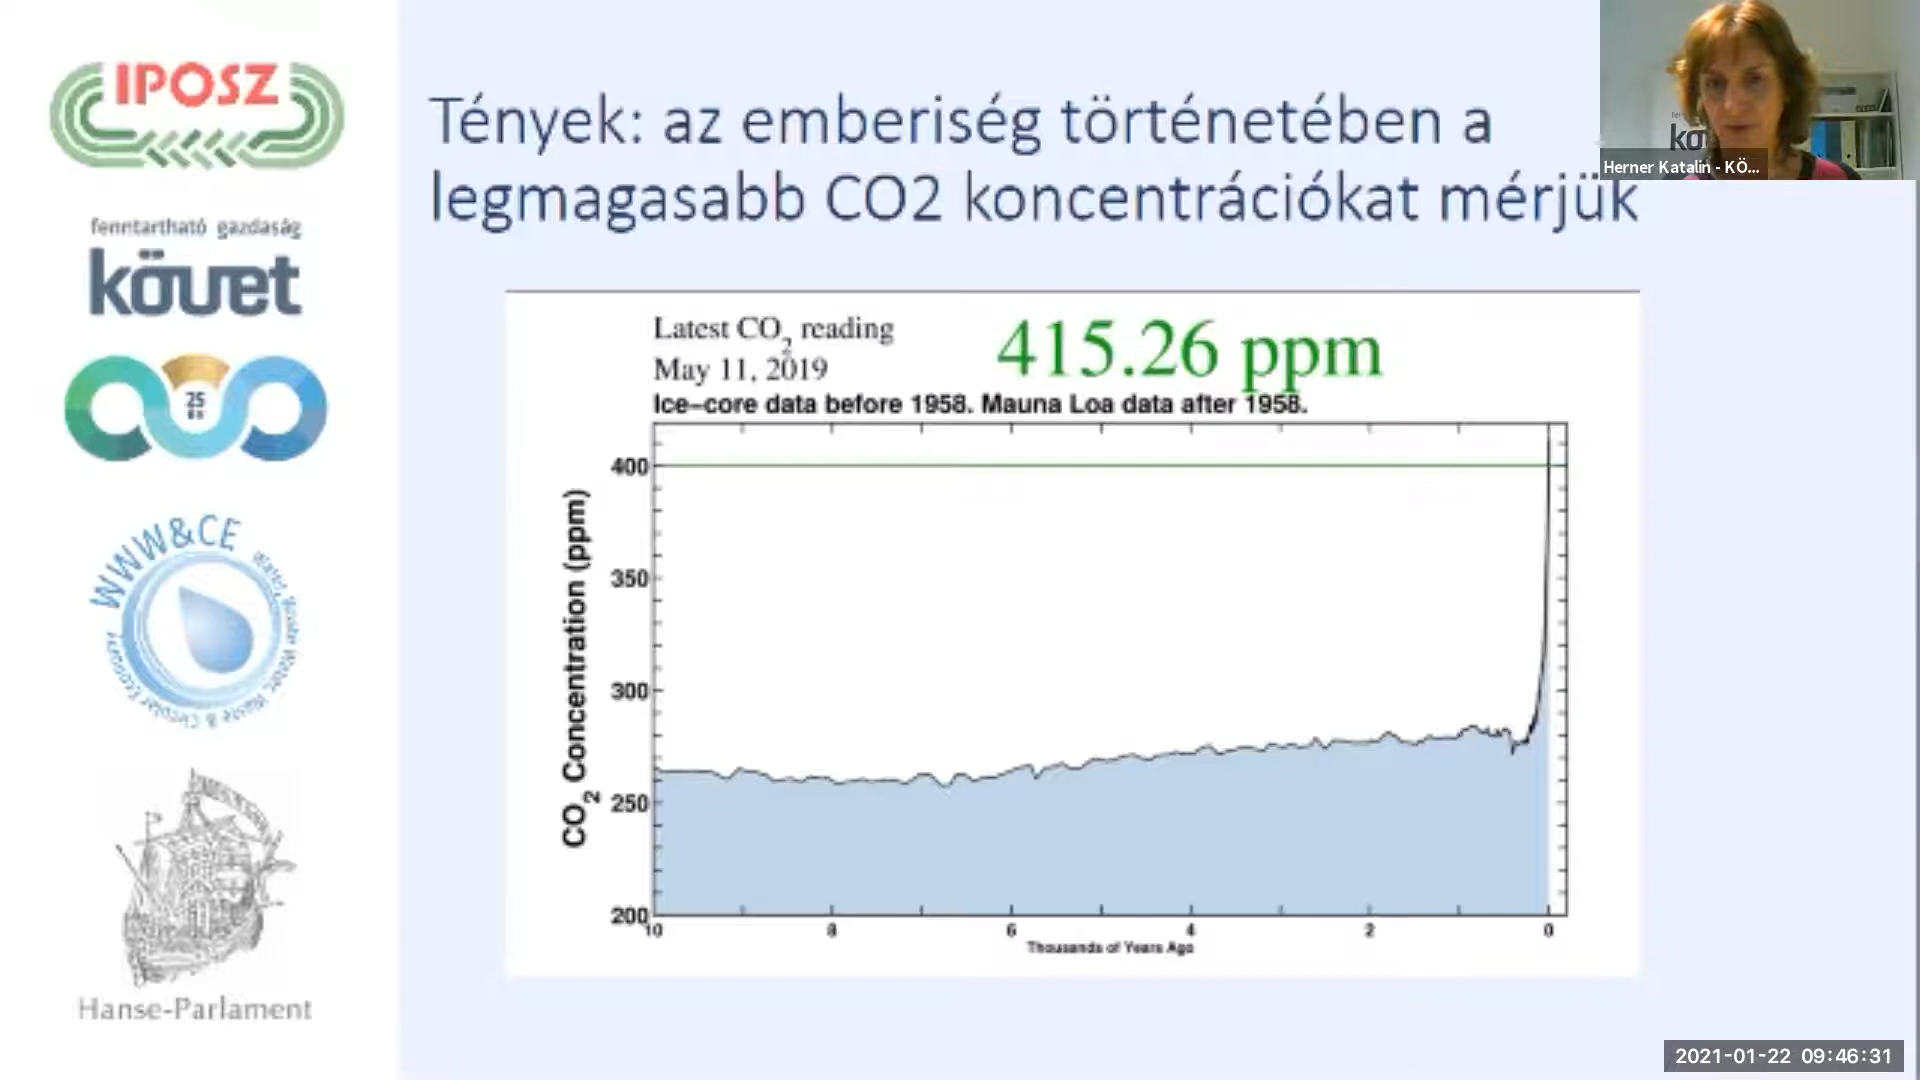 IPOSZ
fenntartható gazdaság
követ
25
WWW&CE
Hanse-Parlament
Tények: az emberiség történetében a
legmagasabb CO2 koncentrációkat mérjük
Herner Katalin - KÖ...
Latest CO2 reading
May 11, 2019
415.26 ppm
Ice-core data before 1958. Mauna Loa data after 1958.
CO2 Concentration (ppm)
400
350
300
250
200
10 8 6 4 2 0
Thousands of Years Ago
2021-01-22 09:46:31